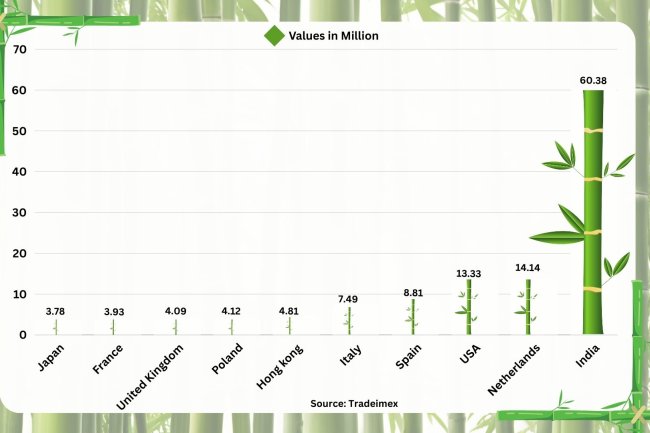 Values in Million
70
60
50
40
30
20
10
0
60.38
14.14
13.33
8.81
7.49
4.81
4.12
4.09
3.93
3.78
Japan
France
United Kingdom
Poland
Hong kong
Italy
Spain
USA
Netherlands
India
Source: Tradeimex